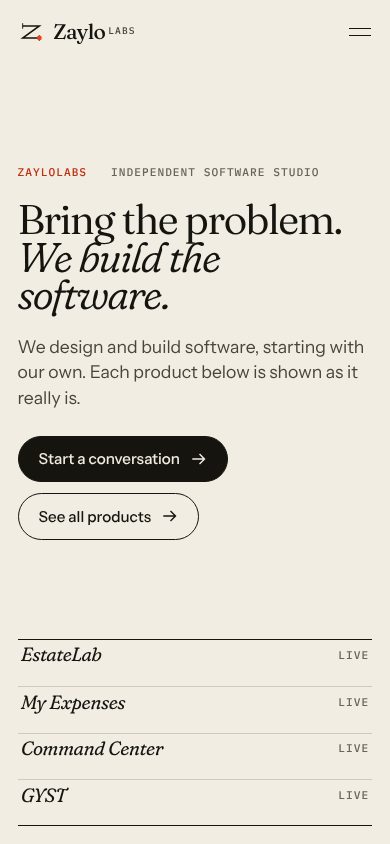 Zaylo LABS
ZAYLOLABS INDEPENDENT SOFTWARE STUDIO
Bring the problem.
We build the
software.
We design and build software, starting with
our own. Each product below is shown as it
really is.
Start a conversation →
See all products →
EstateLab LIVE
My Expenses LIVE
Command Center LIVE
GYST LIVE